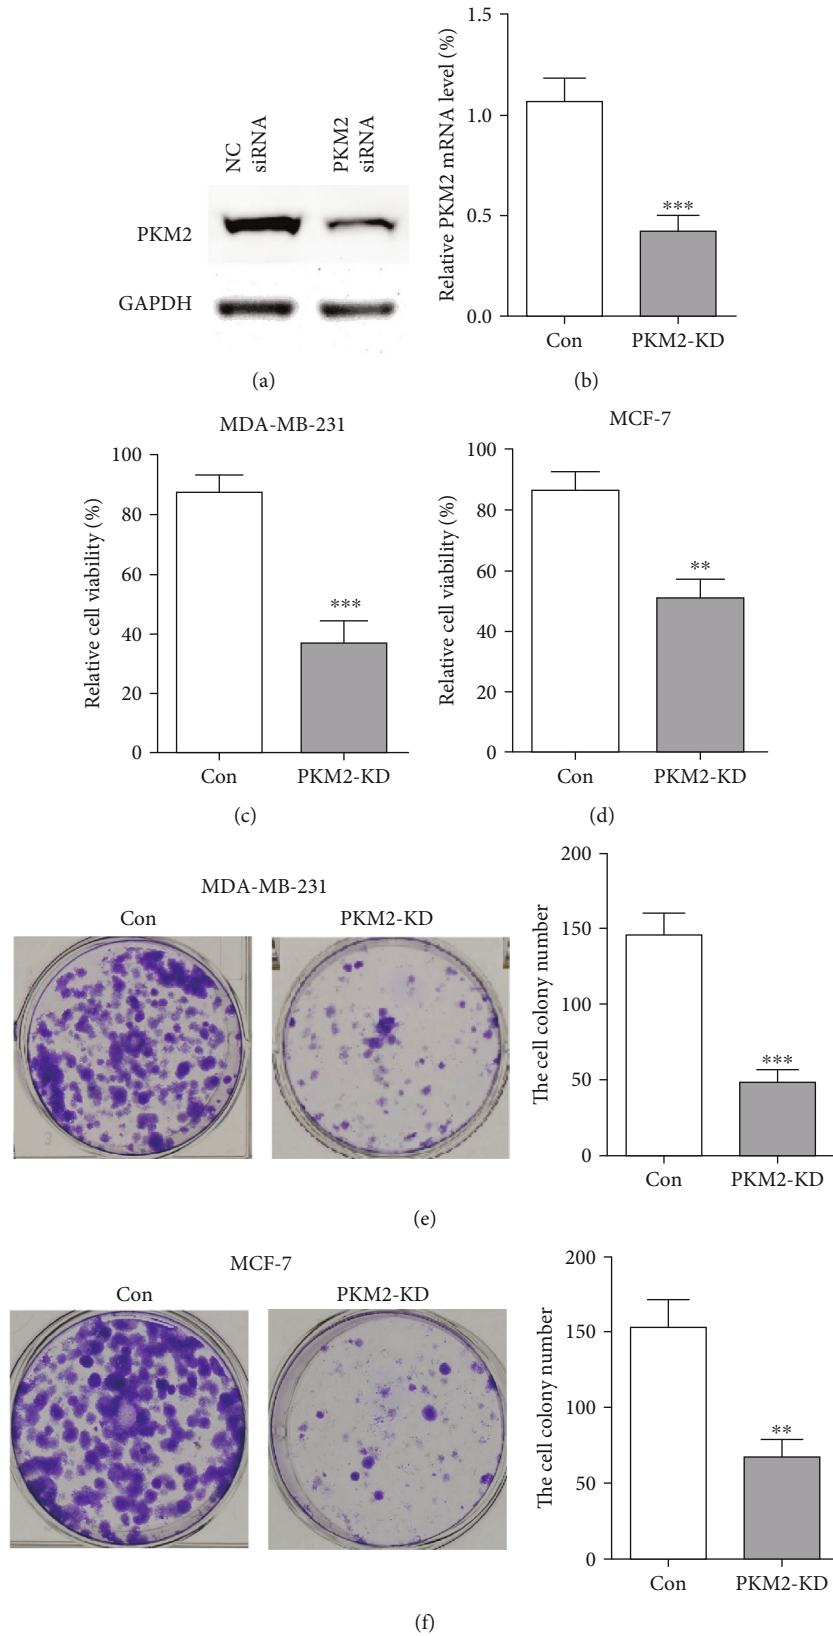 NC
siRNA
PKM2
siRNA
PKM2
GAPDH
(a)
Relative PKM2 mRNA level (%)
1.5
1.0
0.5
0.0
***
Con
PKM2-KD
(b)
MDA-MB-231
Relative cell viability (%)
100
80
60
40
20
0
***
Con
PKM2-KD
(c)
MCF-7
Relative cell viability (%)
100
80
60
40
20
0
**
Con
PKM2-KD
(d)
MDA-MB-231
Con
PKM2-KD
The cell colony number
200
150
100
50
0
***
Con
PKM2-KD
(e)
MCF-7
Con
PKM2-KD
The cell colony number
200
150
100
50
0
**
Con
PKM2-KD
(f)